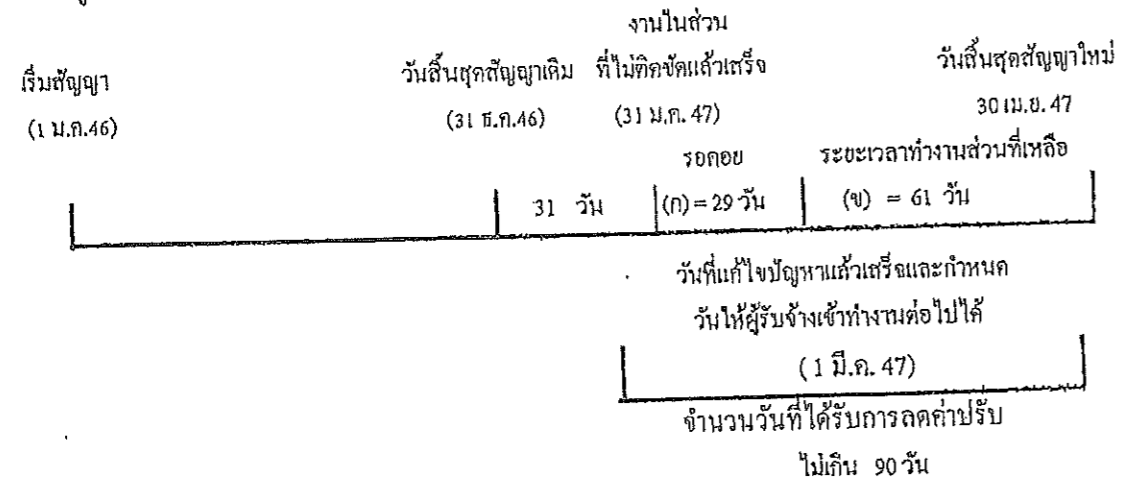 งานในส่วน
เริ่มสัญญา วันสิ้นสุดสัญญาเดิม ที่ไม่ติดขัดแล้วเสร็จ วันสิ้นสุดสัญญาใหม่
(1 ม.ค.46) (31 ธ.ค.46) (31 ม.ค. 47) 30 เม.ย. 47
รอคอย ระยะเวลาทำงานส่วนที่เหลือ
31 วัน (ก) = 29 วัน (ข) = 61 วัน
วันที่แก้ไขปัญหาแล้วเสร็จและกำหนด
วันให้ผู้รับจ้างเข้าทำงานต่อไปได้
(1 มี.ค. 47)
จำนวนวันที่ได้รับการลดค่าปรับ
ไม่เกิน 90 วัน